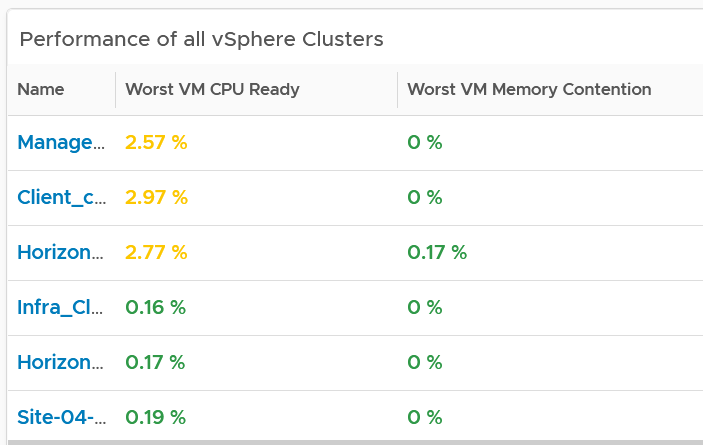 Performance of all vSphere Clusters
Name Worst VM CPU Ready Worst VM Memory Contention
Manage... 2.57 % 0 %
Client_c... 2.97 % 0 %
Horizon... 2.77 % 0.17 %
Infra_Cl... 0.16 % 0 %
Horizon... 0.17 % 0 %
Site-04-... 0.19 % 0 %